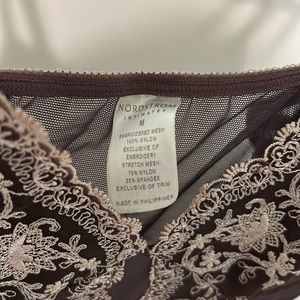 NORDSTROM
INTIMATES
M
EMBROIDERED MESH:
100% NYLON
EXCLUSIVE OF
EMBROIDERY
STRETCH MESH:
75% NYLON
25% SPANDEX
EXCLUSIVE OF TRIM
MADE IN PHILIPPINES